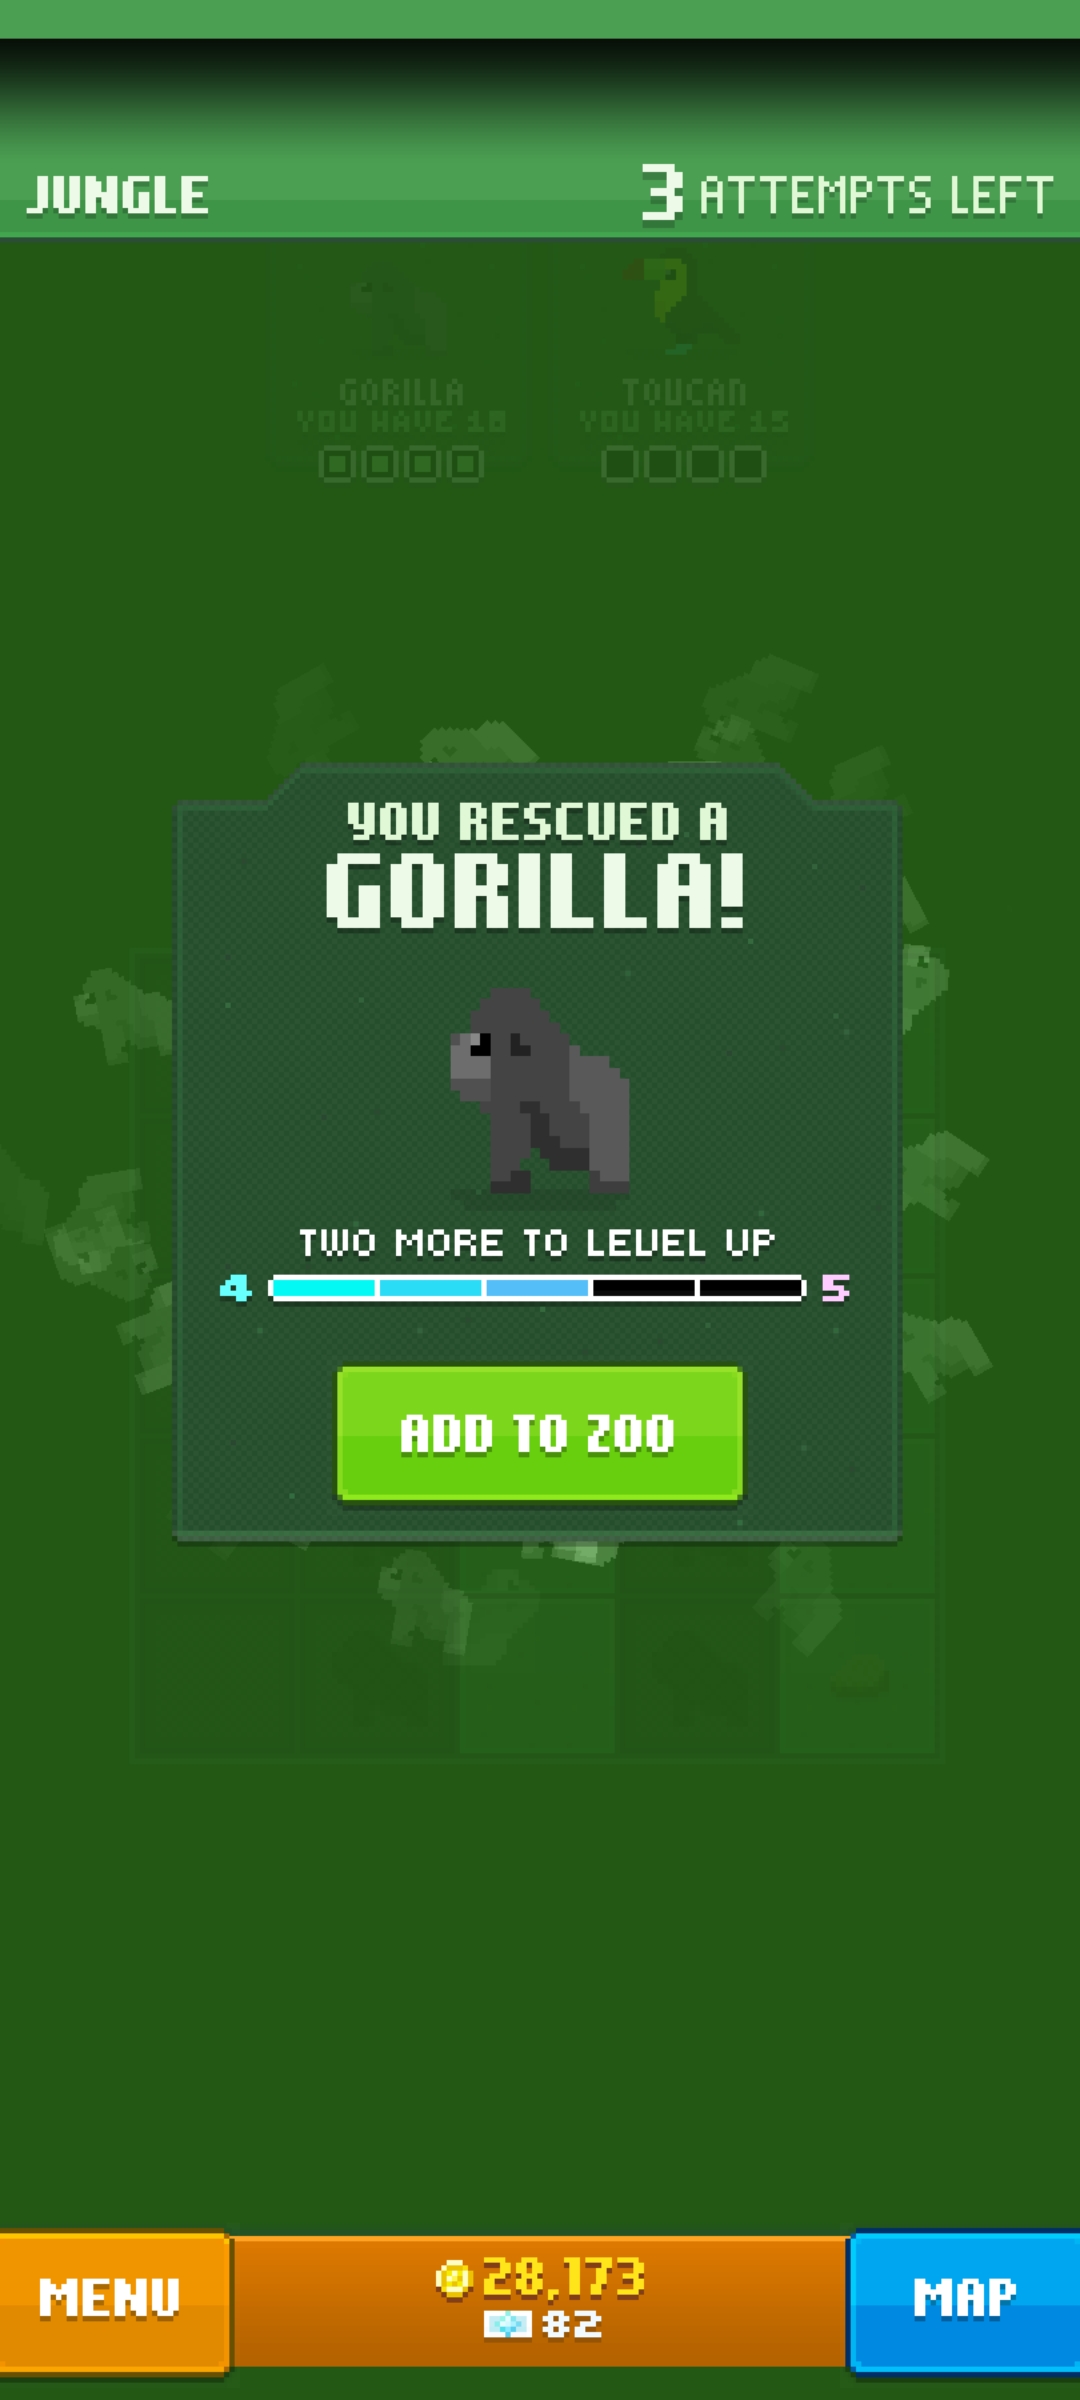 JUNGLE
3 ATTEMPTS LEFT
GORILLA
YOU HAVE 18
TOUCAN
YOU HAVE 15
YOU RESCUED A
GORILLA!
TWO MORE TO LEVEL UP
4
5
ADD TO ZOO
MENU
28,173
82
MAP